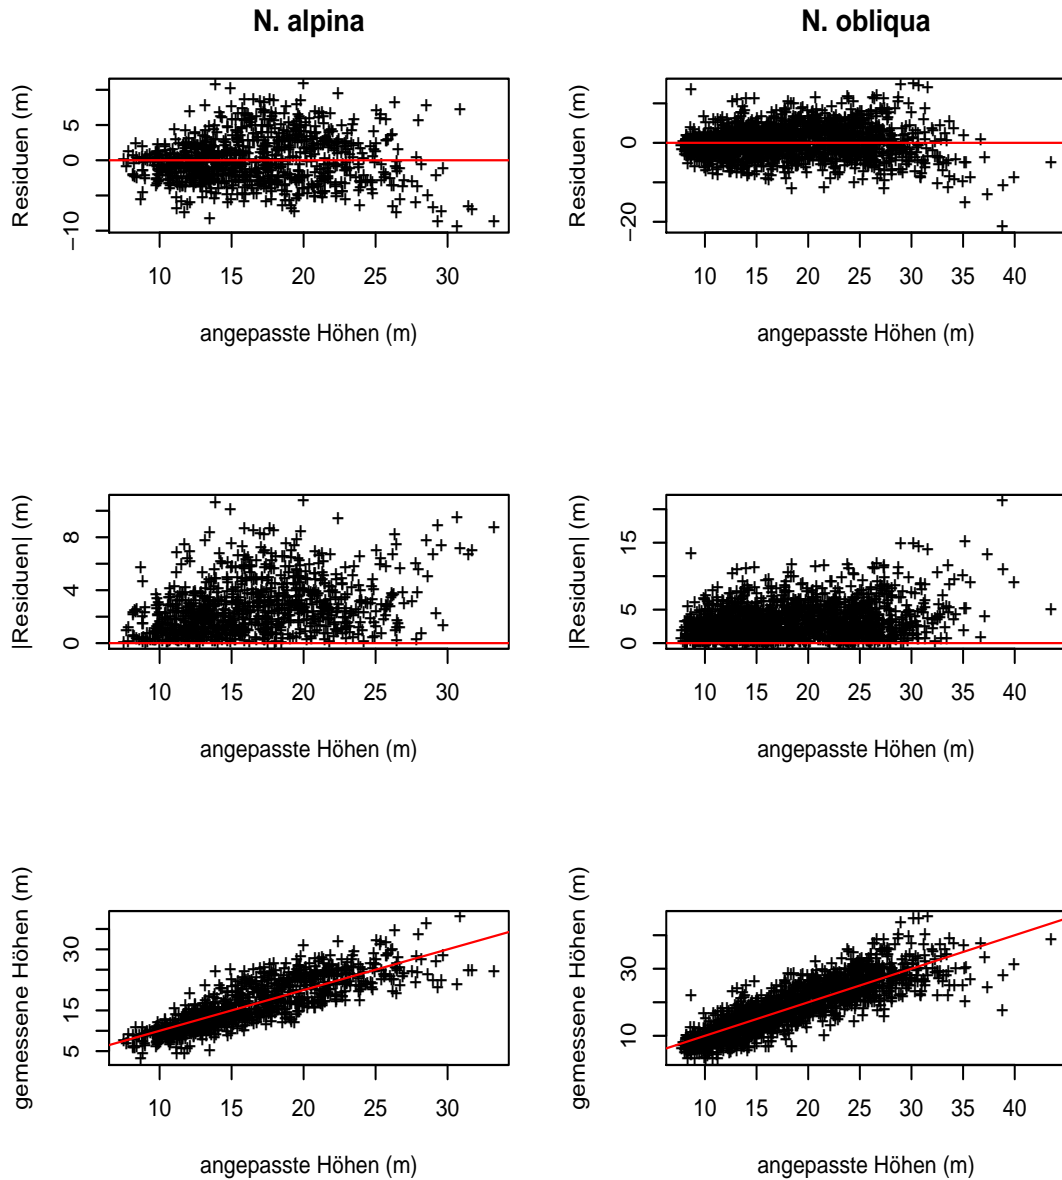 N. alpina
N. obliqua
Residuen (m)
−10 0 5
10 15 20 25 30
angepasste Höhen (m)
Residuen (m)
−20 0
10 15 20 25 30 35 40
angepasste Höhen (m)
|Residuen| (m)
0 4 8
10 15 20 25 30
angepasste Höhen (m)
|Residuen| (m)
0 5 15
10 15 20 25 30 35 40
angepasste Höhen (m)
gemessene Höhen (m)
5 15 30
10 15 20 25 30
angepasste Höhen (m)
gemessene Höhen (m)
10 30
10 15 20 25 30 35 40
angepasste Höhen (m)